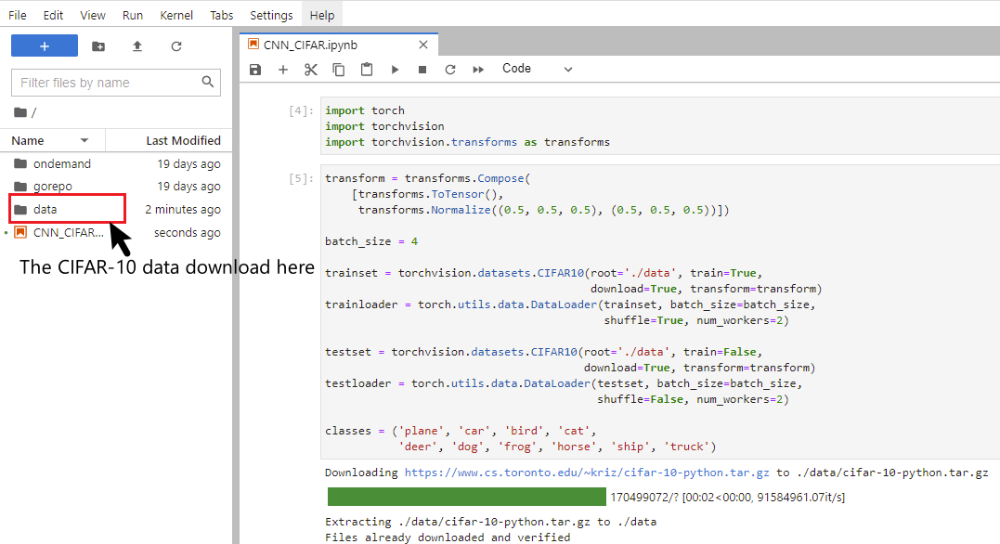 File Edit View Run Kernel Tabs Settings Help
+
Filter files by name
/
Name Last Modified
ondemand 19 days ago
gorepo 19 days ago
data 2 minutes ago
CNN_CIFAR... seconds ago
The CIFAR-10 data download here
CNN_CIFAR.ipynb
Code
[4]:
import torch
import torchvision
import torchvision.transforms as transforms
[5]:
transform = transforms.Compose(
    [transforms.ToTensor(),
     transforms.Normalize((0.5, 0.5, 0.5), (0.5, 0.5, 0.5))])
batch_size = 4
trainset = torchvision.datasets.CIFAR10(root='./data', train=True,
                                        download=True, transform=transform)
trainloader = torch.utils.data.DataLoader(trainset, batch_size=batch_size,
                                          shuffle=True, num_workers=2)
testset = torchvision.datasets.CIFAR10(root='./data', train=False,
                                       download=True, transform=transform)
testloader = torch.utils.data.DataLoader(testset, batch_size=batch_size,
                                         shuffle=False, num_workers=2)
classes = ('plane', 'car', 'bird', 'cat',
           'deer', 'dog', 'frog', 'horse', 'ship', 'truck')
Downloading https://www.cs.toronto.edu/~kriz/cifar-10-python.tar.gz to ./data/cifar-10-python.tar.gz
170499072/? [00:02<00:00, 91584961.07it/s]
Extracting ./data/cifar-10-python.tar.gz to ./data
Files already downloaded and verified